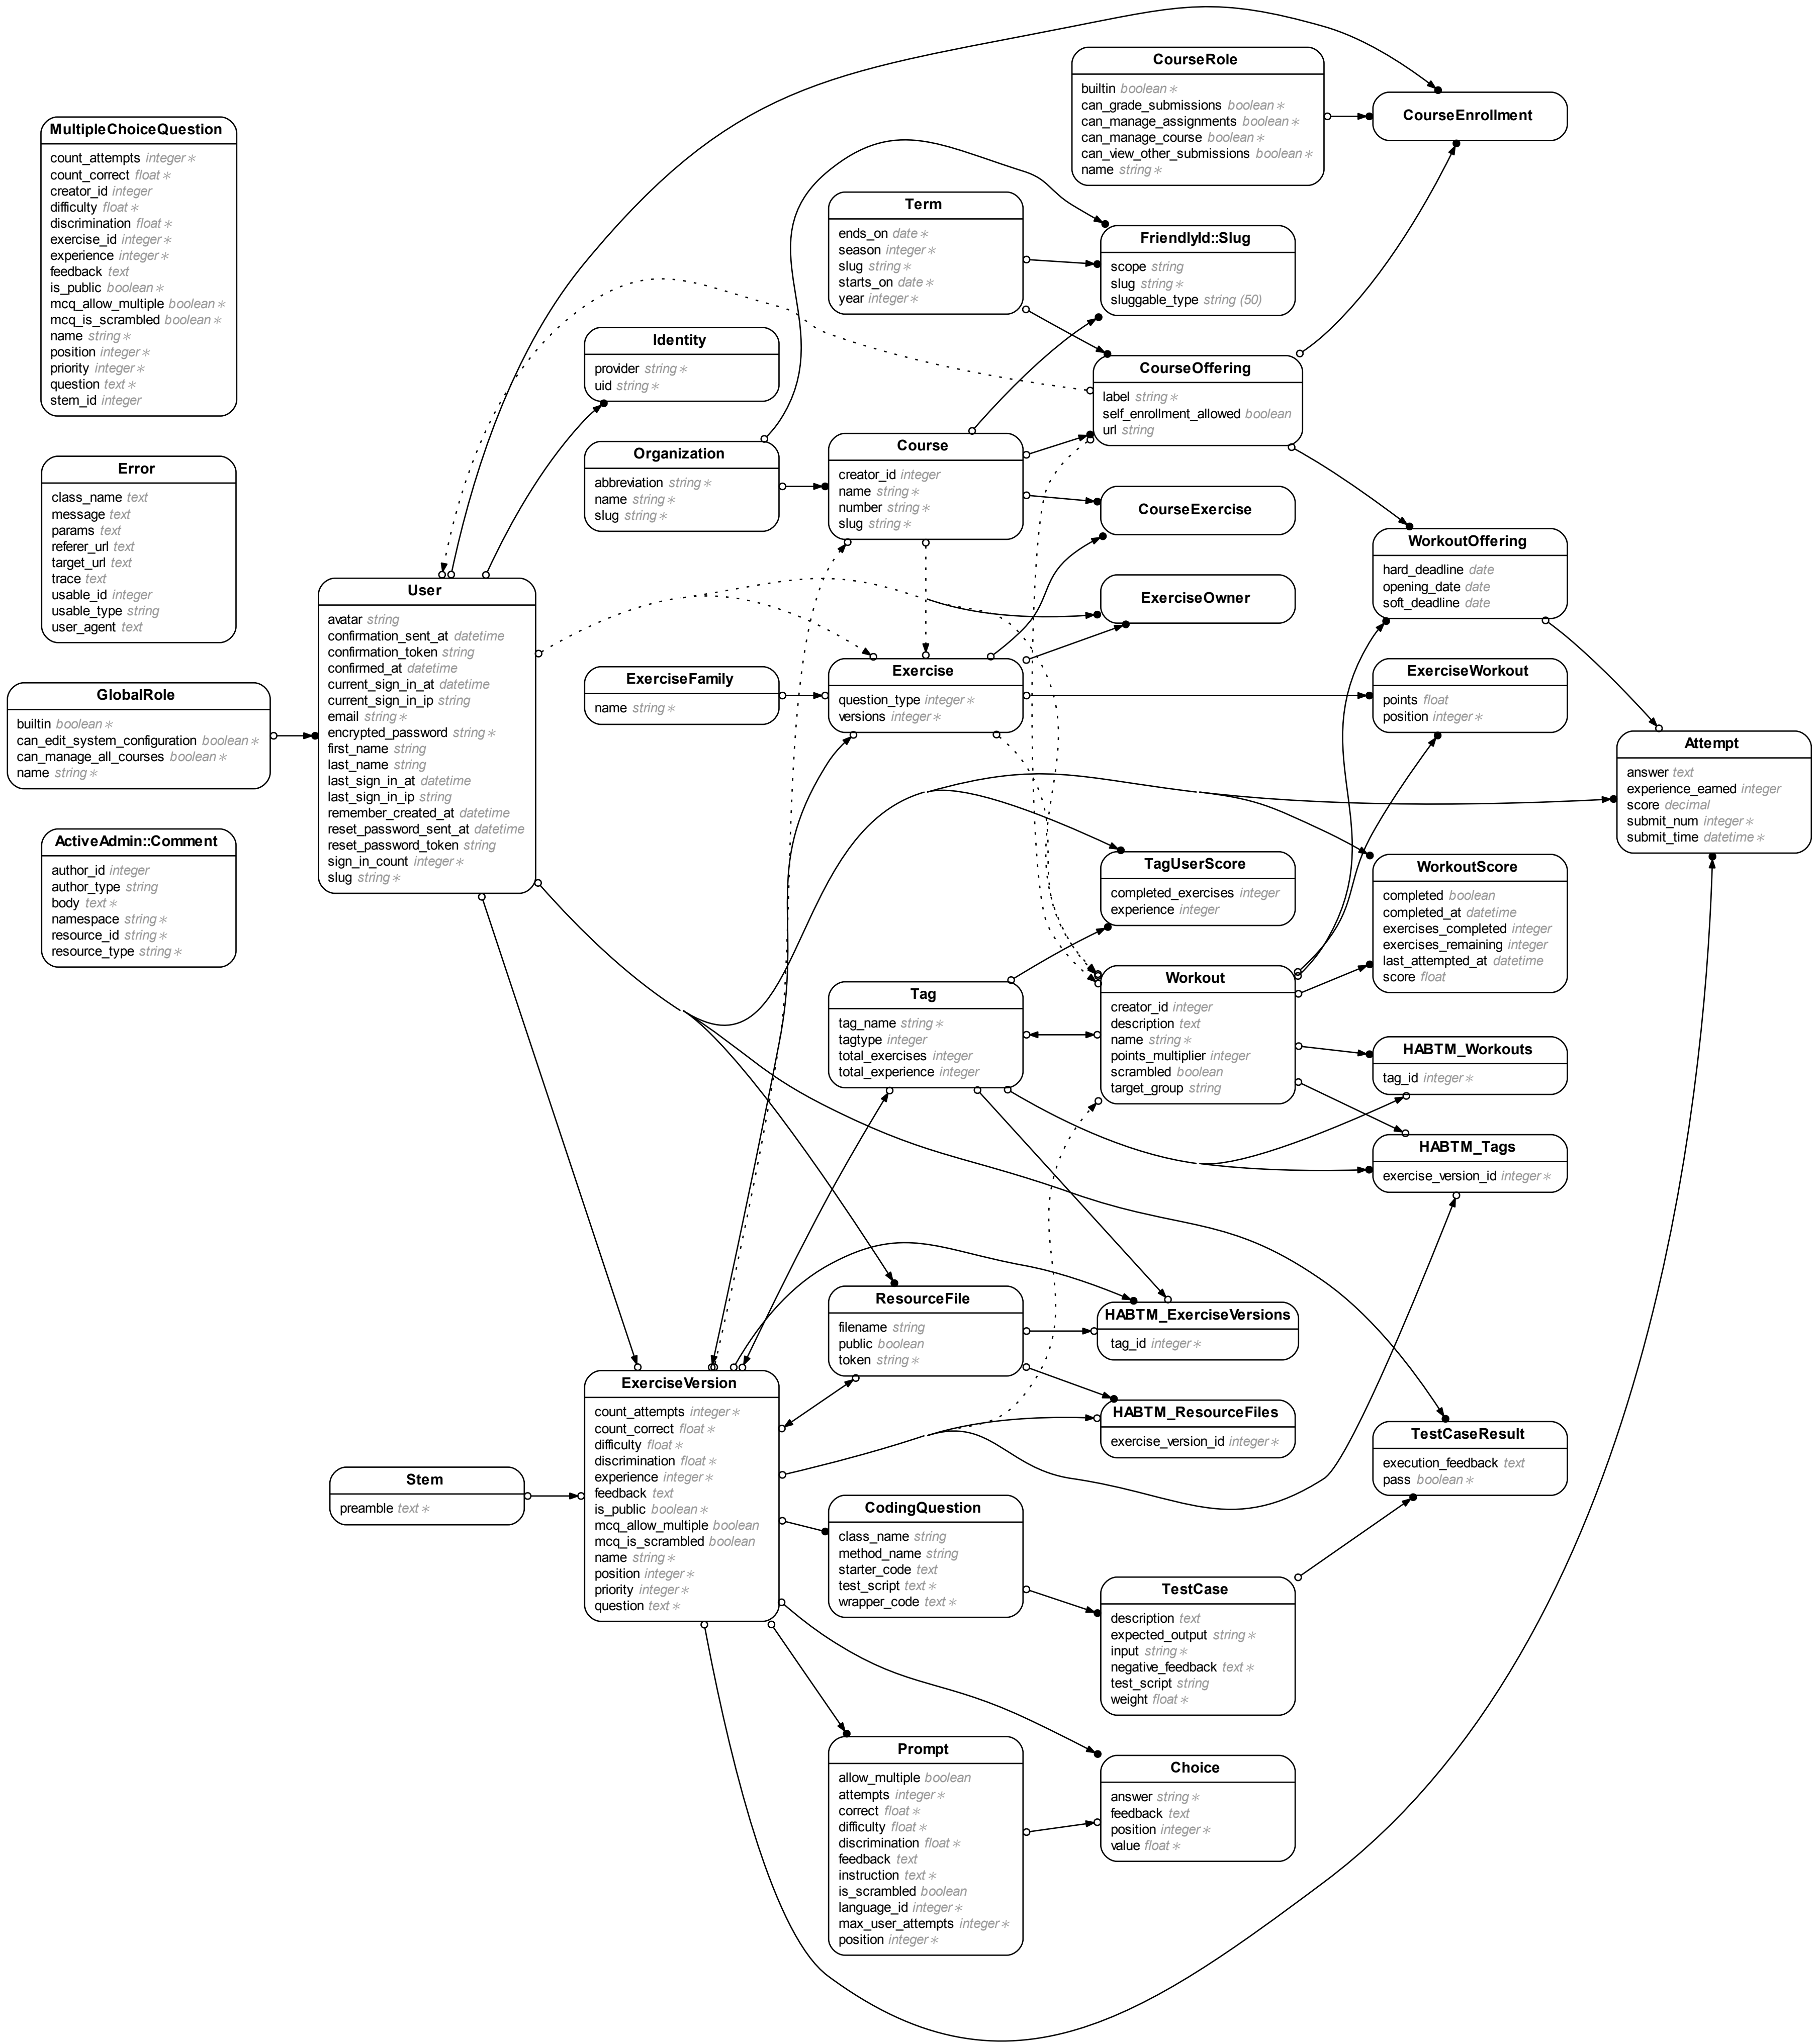 MultipleChoiceQuestion
count_attempts integer ∗
count_correct float ∗
creator_id integer
difficulty float ∗
discrimination float ∗
exercise_id integer ∗
experience integer ∗
feedback text
is_public boolean ∗
mcq_allow_multiple boolean ∗
mcq_is_scrambled boolean ∗
name string ∗
position integer ∗
priority integer ∗
question text ∗
stem_id integer
Error
class_name text
message text
params text
referer_url text
target_url text
trace text
usable_id integer
usable_type string
user_agent text
GlobalRole
builtin boolean ∗
can_edit_system_configuration boolean ∗
can_manage_all_courses boolean ∗
name string ∗
ActiveAdmin::Comment
author_id integer
author_type string
body text ∗
namespace string ∗
resource_id string ∗
resource_type string ∗
User
avatar string
confirmation_sent_at datetime
confirmation_token string
confirmed_at datetime
current_sign_in_at datetime
current_sign_in_ip string
email string ∗
encrypted_password string ∗
first_name string
last_name string
last_sign_in_at datetime
last_sign_in_ip string
remember_created_at datetime
reset_password_sent_at datetime
reset_password_token string
sign_in_count integer ∗
slug string ∗
Stem
preamble text ∗
Identity
provider string ∗
uid string ∗
Organization
abbreviation string ∗
name string ∗
slug string ∗
ExerciseFamily
name string ∗
ExerciseVersion
count_attempts integer ∗
count_correct float ∗
difficulty float ∗
discrimination float ∗
experience integer ∗
feedback text
is_public boolean ∗
mcq_allow_multiple boolean
mcq_is_scrambled boolean
name string ∗
position integer ∗
priority integer ∗
question text ∗
Term
ends_on date ∗
season integer ∗
slug string ∗
starts_on date ∗
year integer ∗
Course
creator_id integer
name string ∗
number string ∗
slug string ∗
Exercise
question_type integer ∗
versions integer ∗
Tag
tag_name string ∗
tagtype integer
total_exercises integer
total_experience integer
ResourceFile
filename string
public boolean
token string ∗
CodingQuestion
class_name string
method_name string
starter_code text
test_script text ∗
wrapper_code text ∗
Prompt
allow_multiple boolean
attempts integer ∗
correct float ∗
difficulty float ∗
discrimination float ∗
feedback text
instruction text ∗
is_scrambled boolean
language_id integer ∗
max_user_attempts integer ∗
position integer ∗
CourseRole
builtin boolean ∗
can_grade_submissions boolean ∗
can_manage_assignments boolean ∗
can_manage_course boolean ∗
can_view_other_submissions boolean ∗
name string ∗
FriendlyId::Slug
scope string
slug string ∗
sluggable_type string (50)
CourseOffering
label string ∗
self_enrollment_allowed boolean
url string
CourseExercise
ExerciseOwner
TagUserScore
completed_exercises integer
experience integer
Workout
creator_id integer
description text
name string ∗
points_multiplier integer
scrambled boolean
target_group string
HABTM_ExerciseVersions
tag_id integer ∗
HABTM_ResourceFiles
exercise_version_id integer ∗
TestCase
description text
expected_output string ∗
input string ∗
negative_feedback text ∗
test_script string
weight float ∗
Choice
answer string ∗
feedback text
position integer ∗
value float ∗
CourseEnrollment
WorkoutOffering
hard_deadline date
opening_date date
soft_deadline date
ExerciseWorkout
points float
position integer ∗
WorkoutScore
completed boolean
completed_at datetime
exercises_completed integer
exercises_remaining integer
last_attempted_at datetime
score float
HABTM_Workouts
tag_id integer ∗
HABTM_Tags
exercise_version_id integer ∗
TestCaseResult
execution_feedback text
pass boolean ∗
Attempt
answer text
experience_earned integer
score decimal
submit_num integer ∗
submit_time datetime ∗